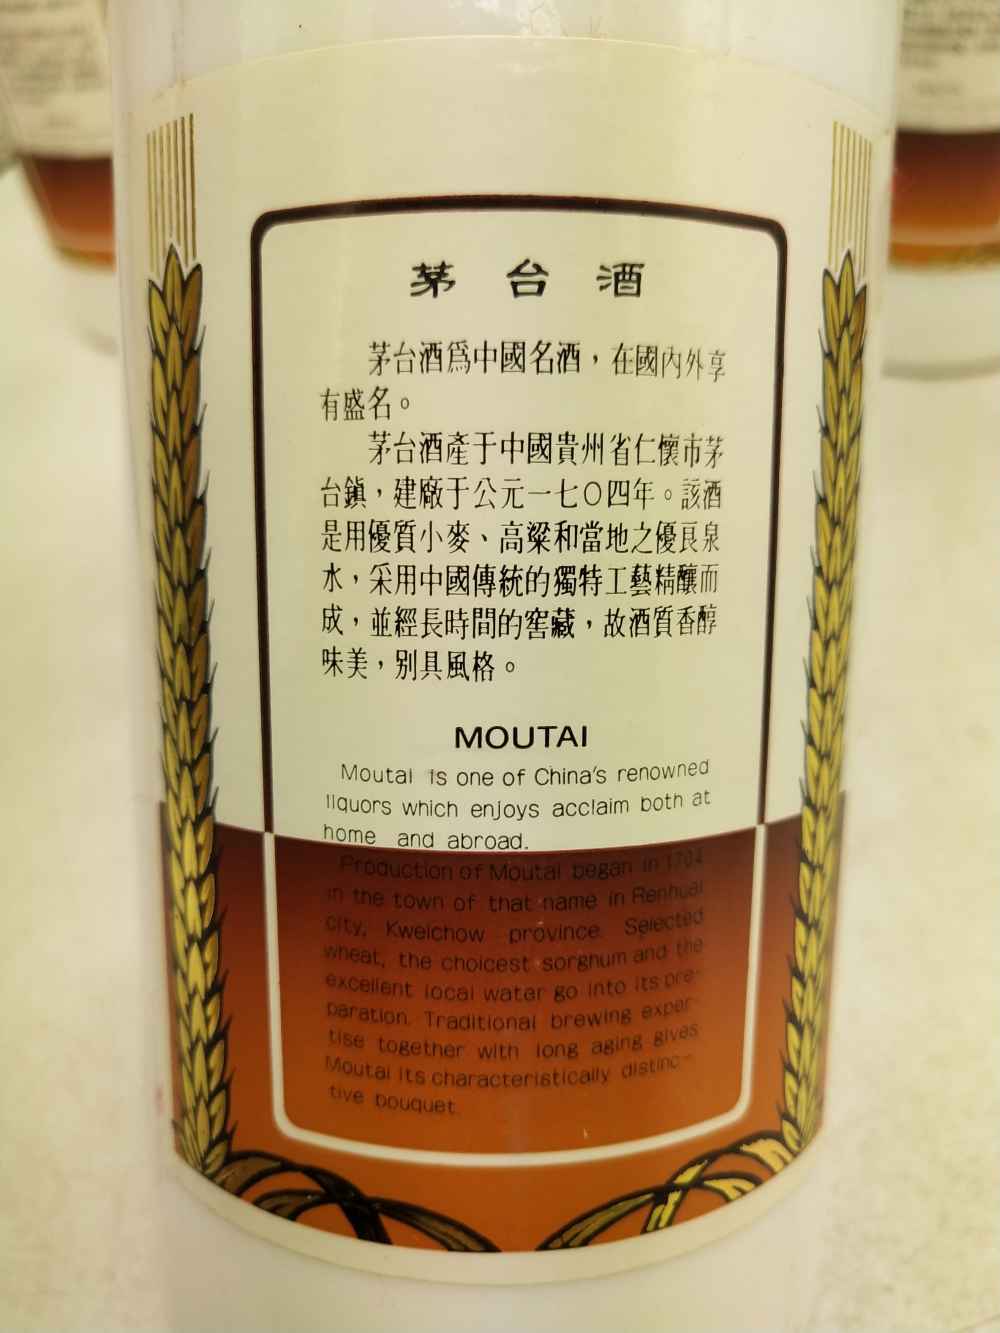 茅台酒
茅台酒爲中國名酒，在國內外享
有盛名。
茅台酒產于中國貴州省仁懷市茅
台鎮，建廠于公元一七〇四年。該酒
是用優質小麥、高粱和當地之優良泉
水，采用中國傳統的獨特工藝精釀而
成，並經長時間的窖藏，故酒質香醇
味美，别具風格。
MOUTAI
Moutai is one of China's renowned
liquors which enjoys acclaim both at
home and abroad.
Production of Moutai began in 1704
in the town of that name in Renhuai
city, Kweichow province. Selected
wheat, the choicest sorghum and the
excellent local water go into its pre-
paration. Traditional brewing exper-
tise together with long aging gives
Moutai its characteristically distinc-
tive bouquet.